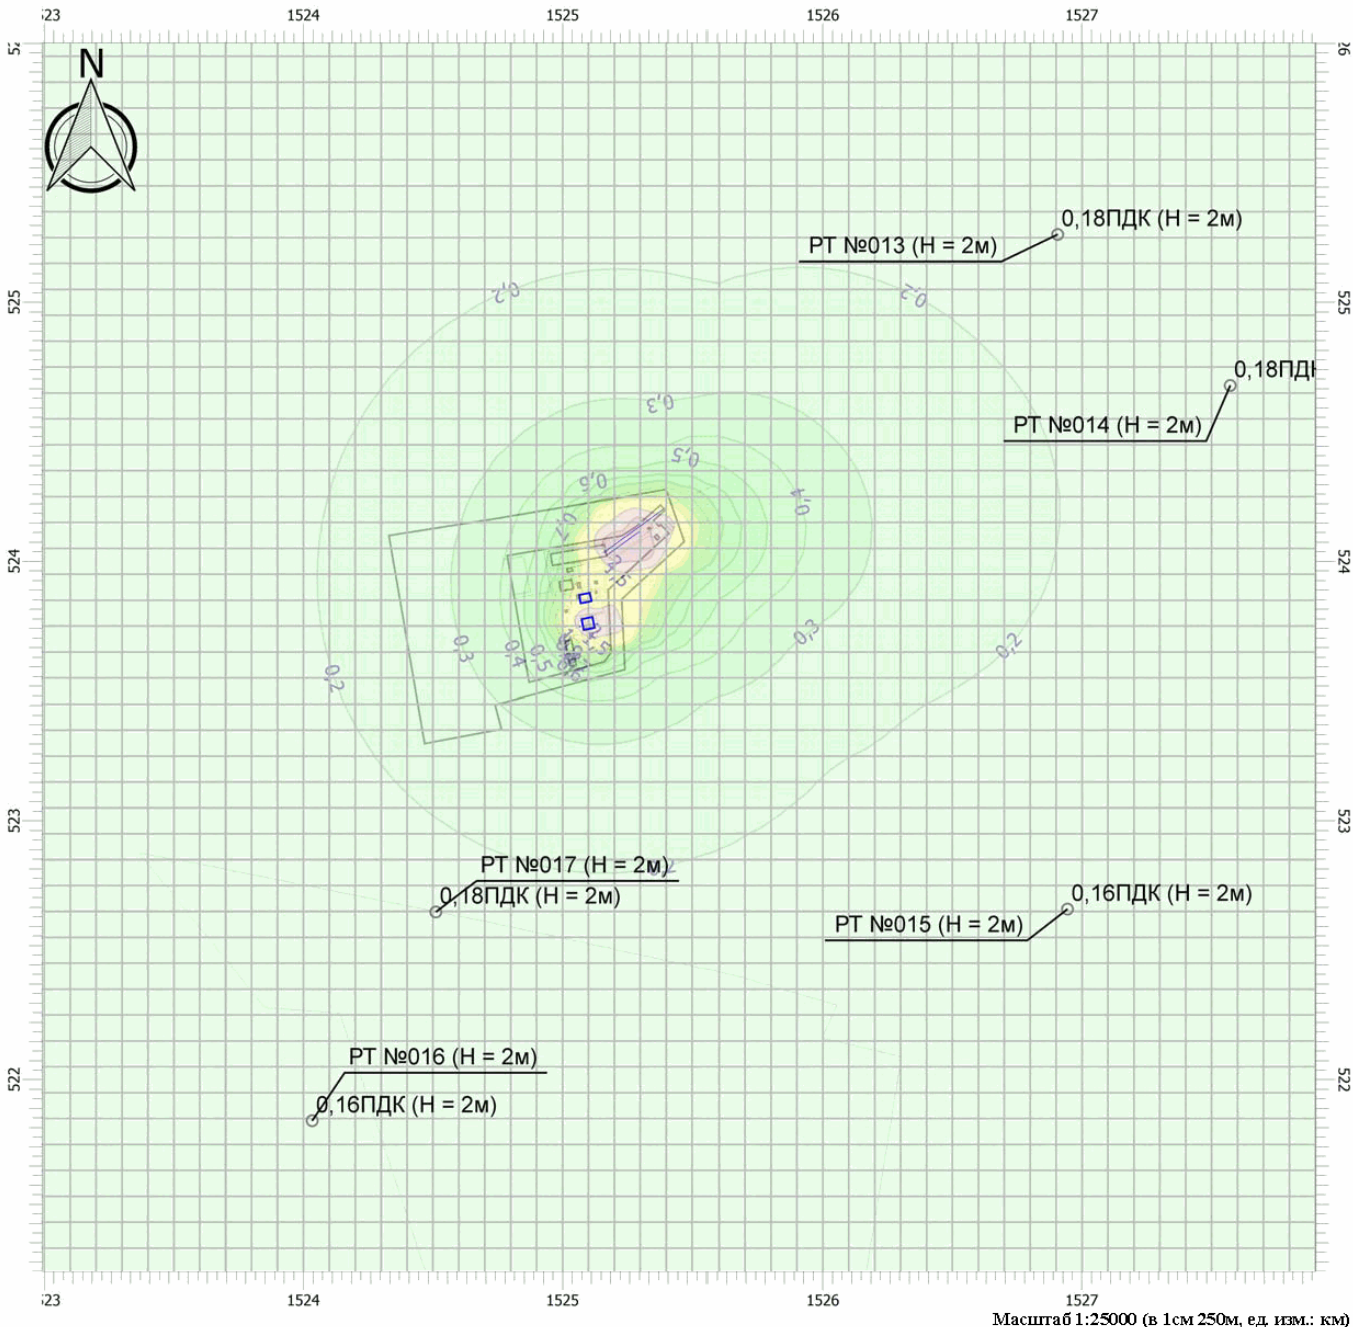 1524 1525 1526 1527
N
0,18ПДК (Н = 2м)
РТ №013 (Н = 2м)
0,2
0,2
525 525
0,18ПД
0,3
РТ №014 (Н = 2м)
0,5
0,6
0,4
0,7
524 524
0,3
0,3
0,4
0,5
0,2
0,2
523 523
РТ №017 (Н = 2м)
0,18ПДК (Н = 2м)
0,16ПДК (Н = 2м)
РТ №015 (Н = 2м)
РТ №016 (Н = 2м)
522 522
0,16ПДК (Н = 2м)
1524 1525 1526 1527
Масштаб 1:25000 (в 1см 250м, ед. изм.: км)